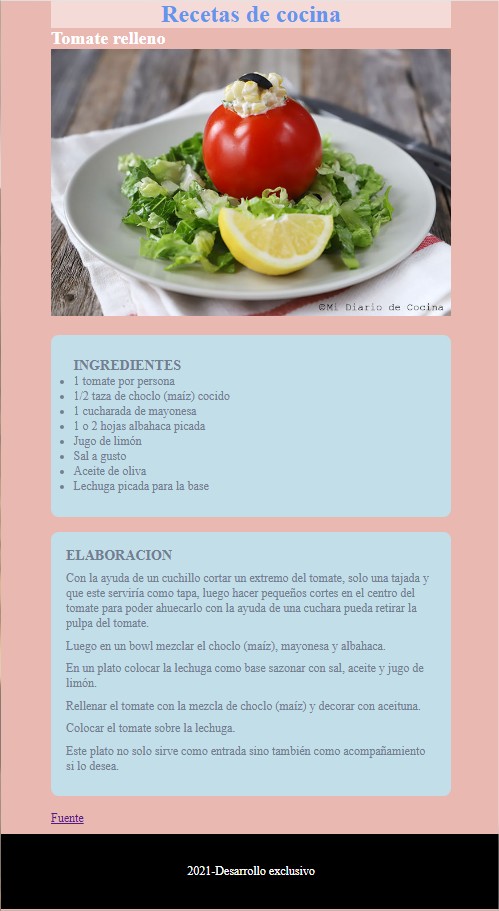 Recetas de cocina
Tomate relleno
©Mi Diario de Cocina
INGREDIENTES
1 tomate por persona
1/2 taza de choclo (maíz) cocido
1 cucharada de mayonesa
1 o 2 hojas albahaca picada
Jugo de limón
Sal a gusto
Aceite de oliva
Lechuga picada para la base
ELABORACION
Con la ayuda de un cuchillo cortar un extremo del tomate, solo una tajada y
que este serviría como tapa, luego hacer pequeños cortes en el centro del
tomate para poder ahuecarlo con la ayuda de una cuchara pueda retirar la
pulpa del tomate.
Luego en un bowl mezclar el choclo (maíz), mayonesa y albahaca.
En un plato colocar la lechuga como base sazonar con sal, aceite y jugo de
limón.
Rellenar el tomate con la mezcla de choclo (maíz) y decorar con aceituna.
Colocar el tomate sobre la lechuga.
Este plato no solo sirve como entrada sino también como acompañamiento
si lo desea.
Fuente
2021-Desarrollo exclusivo